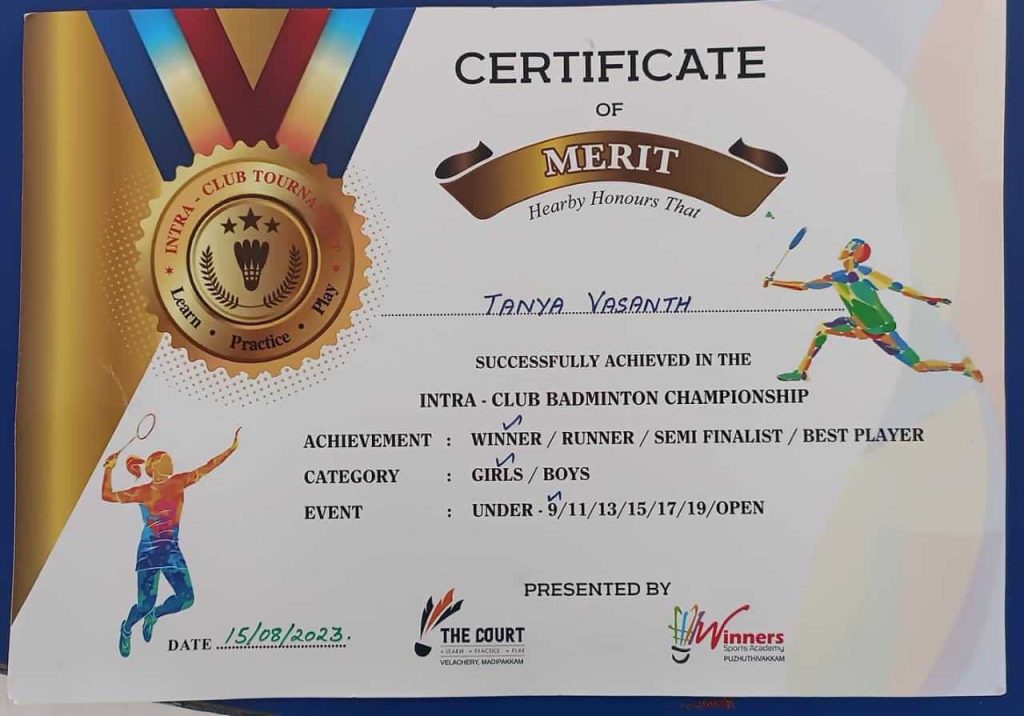 CERTIFICATE
OF
MERIT
Hearby Honours That
INTRA - CLUB TOURNAMENT
Learn • Practice • Play
TANYA VASANTH
SUCCESSFULLY ACHIEVED IN THE
INTRA - CLUB BADMINTON CHAMPIONSHIP
ACHIEVEMENT : WINNER / RUNNER / SEMI FINALIST / BEST PLAYER
CATEGORY : GIRLS / BOYS
EVENT : UNDER - 9/11/13/15/17/19/OPEN
PRESENTED BY
DATE 15/08/2023.
THE COURT
• LEARN • PRACTICE • PLAY
VELACHERY, MADIPAKKAM
Winners
Sports Academy
PUZHUTHIVAKKAM